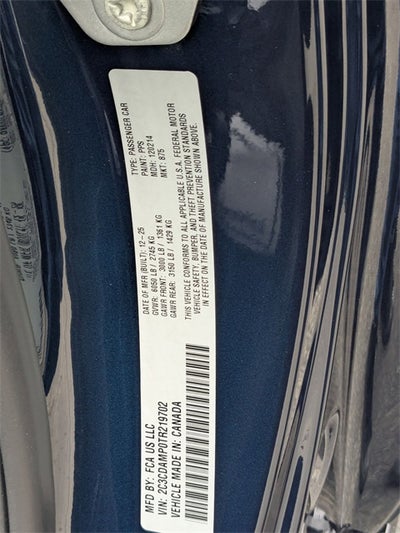 MFD BY: FCA US LLC
DATE OF MFR (BUILT): 12-25
TYPE: PASSENGER CAR
GVWR: 6050 LB / 2745 KG
PAINT: PPS
GAWR FRONT: 3000 LB / 1361 KG
MDH: 120214
GAWR REAR: 3150 LB / 1429 KG
MKT: 875
VIN: 2C3CDAMP0TR219702
VEHICLE MADE IN: CANADA
THIS VEHICLE CONFORMS TO ALL APPLICABLE U.S.A. FEDERAL MOTOR
VEHICLE SAFETY, BUMPER, AND THEFT PREVENTION STANDARDS
IN EFFECT ON THE DATE OF MANUFACTURE SHOWN ABOVE.